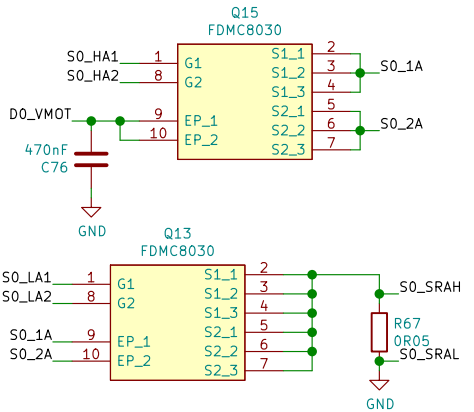 Q15
FDMC8030
S0_HA1 1 G1 S1_1 2
S0_HA2 8 G2 S1_2 3 S0_1A
S1_3 4
D0_VMOT 9 EP_1 S2_1 5
10 EP_2 S2_2 6 S0_2A
S2_3 7
470nF
C76
GND
Q13
FDMC8030
S0_LA1 1 G1 S1_1 2
S0_LA2 8 G2 S1_2 3 S0_SRAH
S1_3 4
S0_1A 9 EP_1 S2_1 5
S0_2A 10 EP_2 S2_2 6
S2_3 7
R67
0R05
S0_SRAL
GND